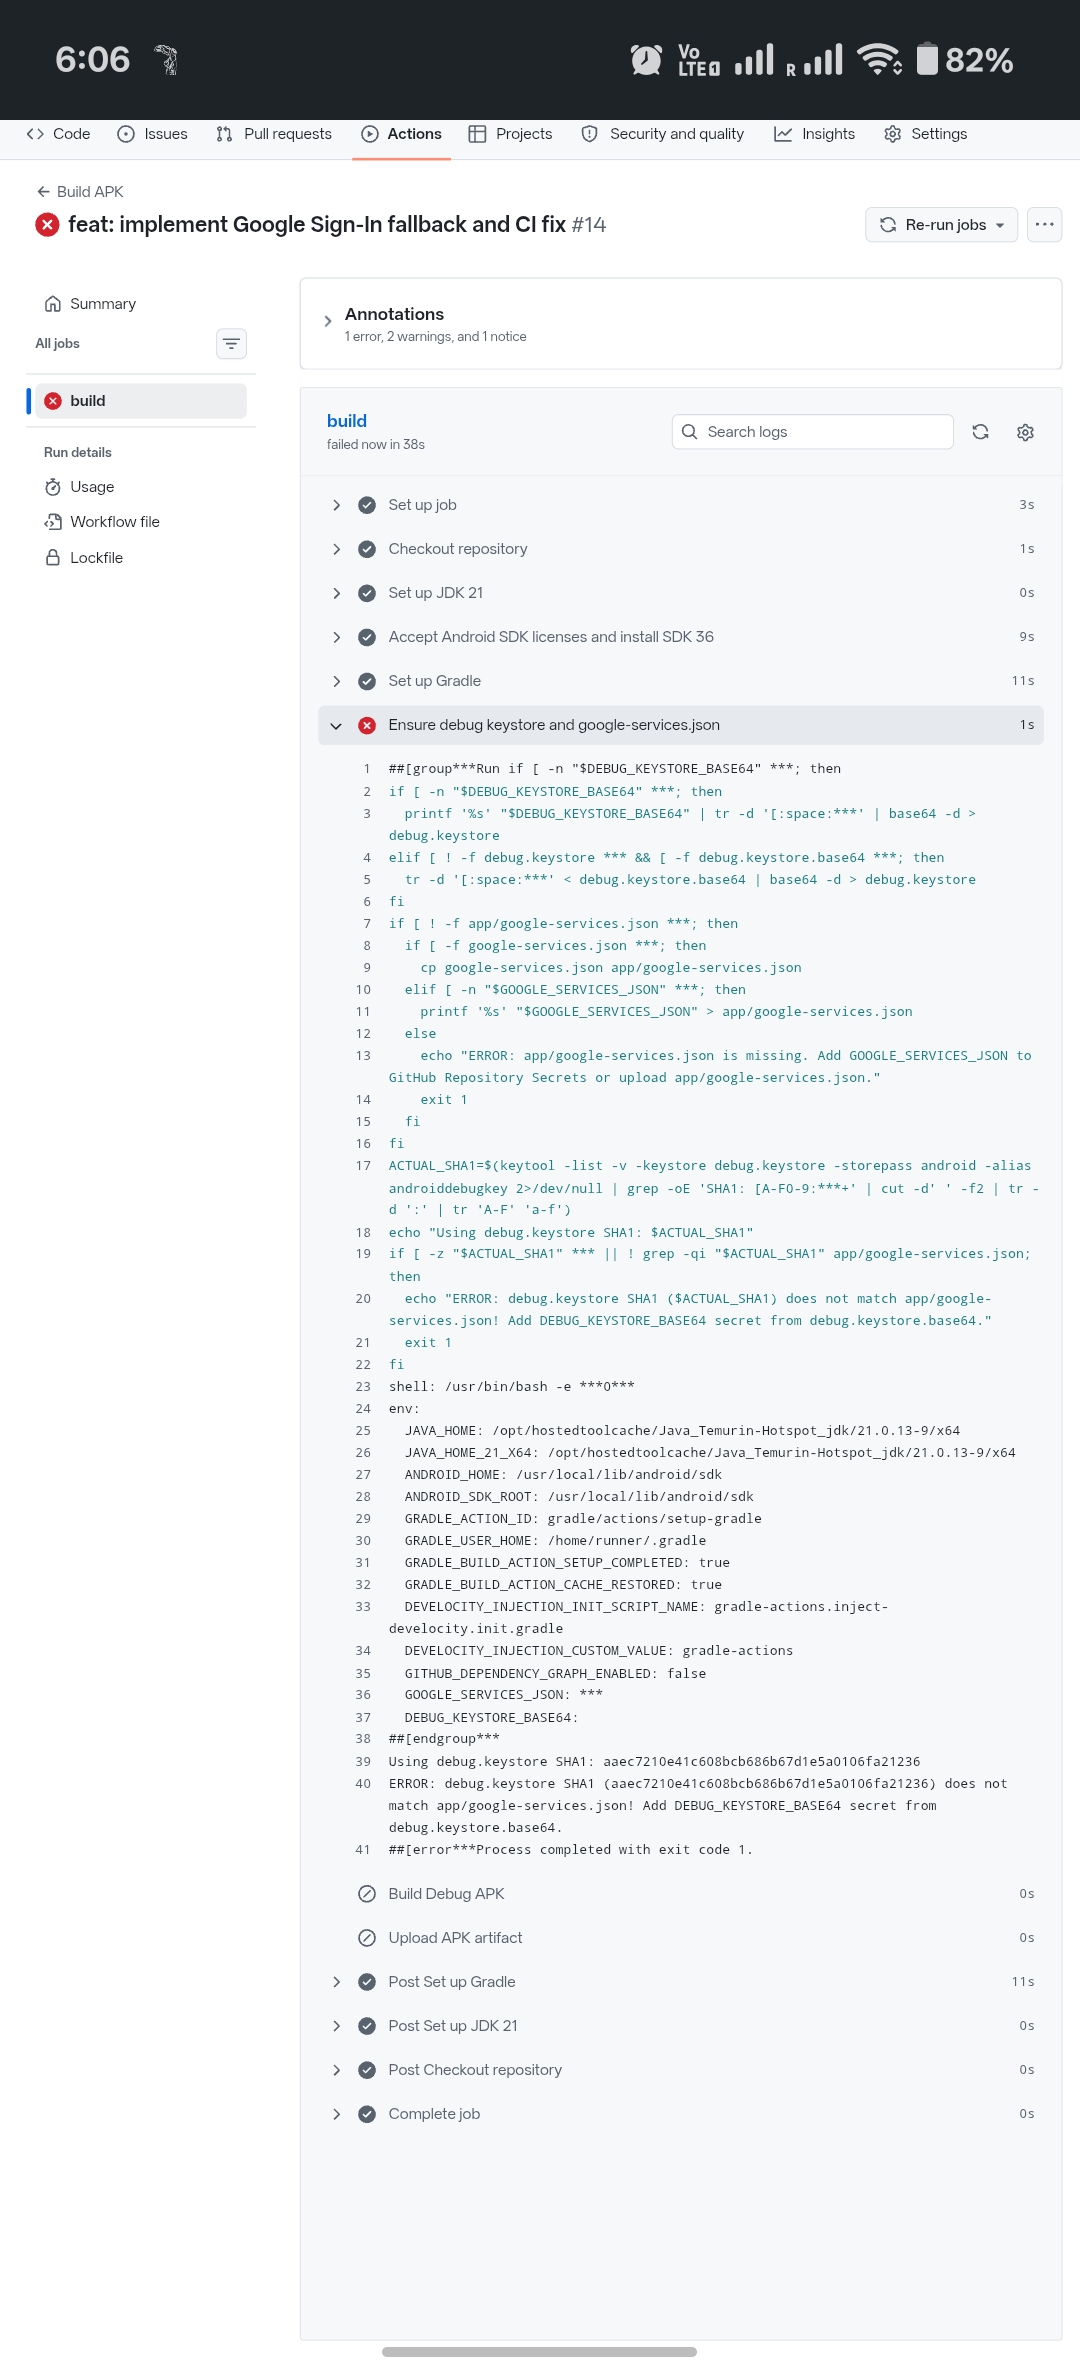 6:06
Vo
LTE1
R
82%
Code
Issues
Pull requests
Actions
Projects
Security and quality
Insights
Settings
Build APK
feat: implement Google Sign-In fallback and CI fix #14
Re-run jobs
Summary
All jobs
build
Run details
Usage
Workflow file
Lockfile
Annotations
1 error, 2 warnings, and 1 notice
build
failed now in 38s
Search logs
Set up job 3s
Checkout repository 1s
Set up JDK 21 0s
Accept Android SDK licenses and install SDK 36 9s
Set up Gradle 11s
Ensure debug keystore and google-services.json 1s
1 ##[group***Run if [ -n "$DEBUG_KEYSTORE_BASE64" ***; then
2 if [ -n "$DEBUG_KEYSTORE_BASE64" ***; then
3 printf '%s' "$DEBUG_KEYSTORE_BASE64" | tr -d '[:space:***' | base64 -d >
debug.keystore
4 elif [ ! -f debug.keystore *** && [ -f debug.keystore.base64 ***; then
5 tr -d '[:space:***' < debug.keystore.base64 | base64 -d > debug.keystore
6 fi
7 if [ ! -f app/google-services.json ***; then
8 if [ -f google-services.json ***; then
9 cp google-services.json app/google-services.json
10 elif [ -n "$GOOGLE_SERVICES_JSON" ***; then
11 printf '%s' "$GOOGLE_SERVICES_JSON" > app/google-services.json
12 else
13 echo "ERROR: app/google-services.json is missing. Add GOOGLE_SERVICES_JSON to
GitHub Repository Secrets or upload app/google-services.json."
14 exit 1
15 fi
16 fi
17 ACTUAL_SHA1=$(keytool -list -v -keystore debug.keystore -storepass android -alias
androiddebugkey 2>/dev/null | grep -oE 'SHA1: [A-F0-9:***+' | cut -d' ' -f2 | tr -
d ':' | tr 'A-F' 'a-f')
18 echo "Using debug.keystore SHA1: $ACTUAL_SHA1"
19 if [ -z "$ACTUAL_SHA1" *** || ! grep -qi "$ACTUAL_SHA1" app/google-services.json;
then
20 echo "ERROR: debug.keystore SHA1 ($ACTUAL_SHA1) does not match app/google-
services.json! Add DEBUG_KEYSTORE_BASE64 secret from debug.keystore.base64."
21 exit 1
22 fi
23 shell: /usr/bin/bash -e ***0***
24 env:
25 JAVA_HOME: /opt/hostedtoolcache/Java_Temurin-Hotspot_jdk/21.0.13-9/x64
26 JAVA_HOME_21_X64: /opt/hostedtoolcache/Java_Temurin-Hotspot_jdk/21.0.13-9/x64
27 ANDROID_HOME: /usr/local/lib/android/sdk
28 ANDROID_SDK_ROOT: /usr/local/lib/android/sdk
29 GRADLE_ACTION_ID: gradle/actions/setup-gradle
30 GRADLE_USER_HOME: /home/runner/.gradle
31 GRADLE_BUILD_ACTION_SETUP_COMPLETED: true
32 GRADLE_BUILD_ACTION_CACHE_RESTORED: true
33 DEVELOCITY_INJECTION_INIT_SCRIPT_NAME: gradle-actions.inject-
develocity.init.gradle
34 DEVELOCITY_INJECTION_CUSTOM_VALUE: gradle-actions
35 GITHUB_DEPENDENCY_GRAPH_ENABLED: false
36 GOOGLE_SERVICES_JSON: ***
37 DEBUG_KEYSTORE_BASE64:
38 ##[endgroup***
39 Using debug.keystore SHA1: aaec7210e41c608bcb686b67d1e5a0106fa21236
40 ERROR: debug.keystore SHA1 (aaec7210e41c608bcb686b67d1e5a0106fa21236) does not
match app/google-services.json! Add DEBUG_KEYSTORE_BASE64 secret from
debug.keystore.base64.
41 ##[error***Process completed with exit code 1.
Build Debug APK 0s
Upload APK artifact 0s
Post Set up Gradle 11s
Post Set up JDK 21 0s
Post Checkout repository 0s
Complete job 0s